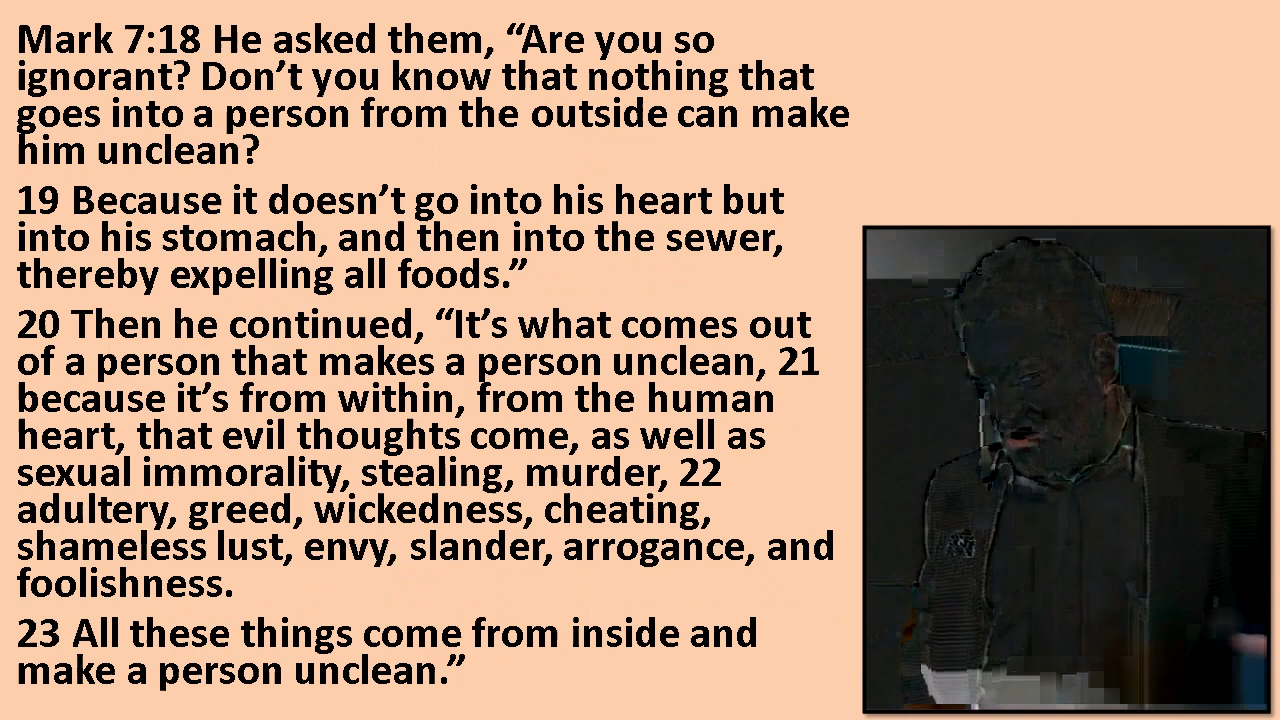 Mark 7:18 He asked them, “Are you so
ignorant? Don’t you know that nothing that
goes into a person from the outside can make
him unclean?
19 Because it doesn’t go into his heart but
into his stomach, and then into the sewer,
thereby expelling all foods.”
20 Then he continued, “It’s what comes out
of a person that makes a person unclean, 21
because it’s from within, from the human
heart, that evil thoughts come, as well as
sexual immorality, stealing, murder, 22
adultery, greed, wickedness, cheating,
shameless lust, envy, slander, arrogance, and
foolishness.
23 All these things come from inside and
make a person unclean.”